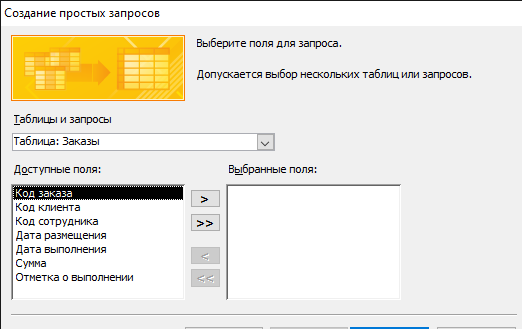 Создание простых запросов
Выберите поля для запроса.
Допускается выбор нескольких таблиц или запросов.
Таблицы и запросы
Таблица: Заказы
Доступные поля:
Выбранные поля:
Код заказа
Код клиента
Код сотрудника
Дата размещения
Дата выполнения
Сумма
Отметка о выполнении
>
>>
<
<<